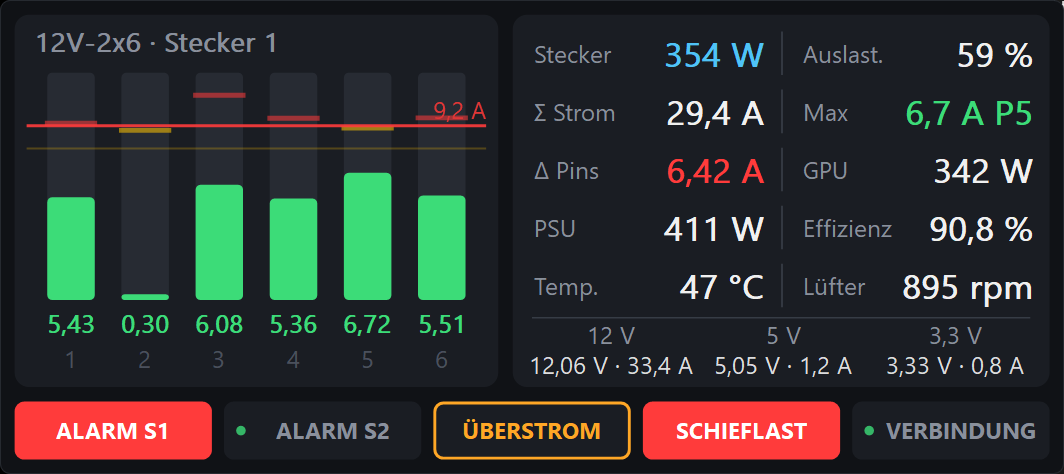 12V-2x6 · Stecker 1
9,2 A
5,43 0,30 6,08 5,36 6,72 5,51
1 2 3 4 5 6
Stecker 354 W Auslast. 59 %
Σ Strom 29,4 A Max 6,7 A P5
Δ Pins 6,42 A GPU 342 W
PSU 411 W Effizienz 90,8 %
Temp. 47 °C Lüfter 895 rpm
12 V 5 V 3,3 V
12,06 V · 33,4 A 5,05 V · 1,2 A 3,33 V · 0,8 A
ALARM S1 ALARM S2 ÜBERSTROM SCHIEFLAST VERBINDUNG